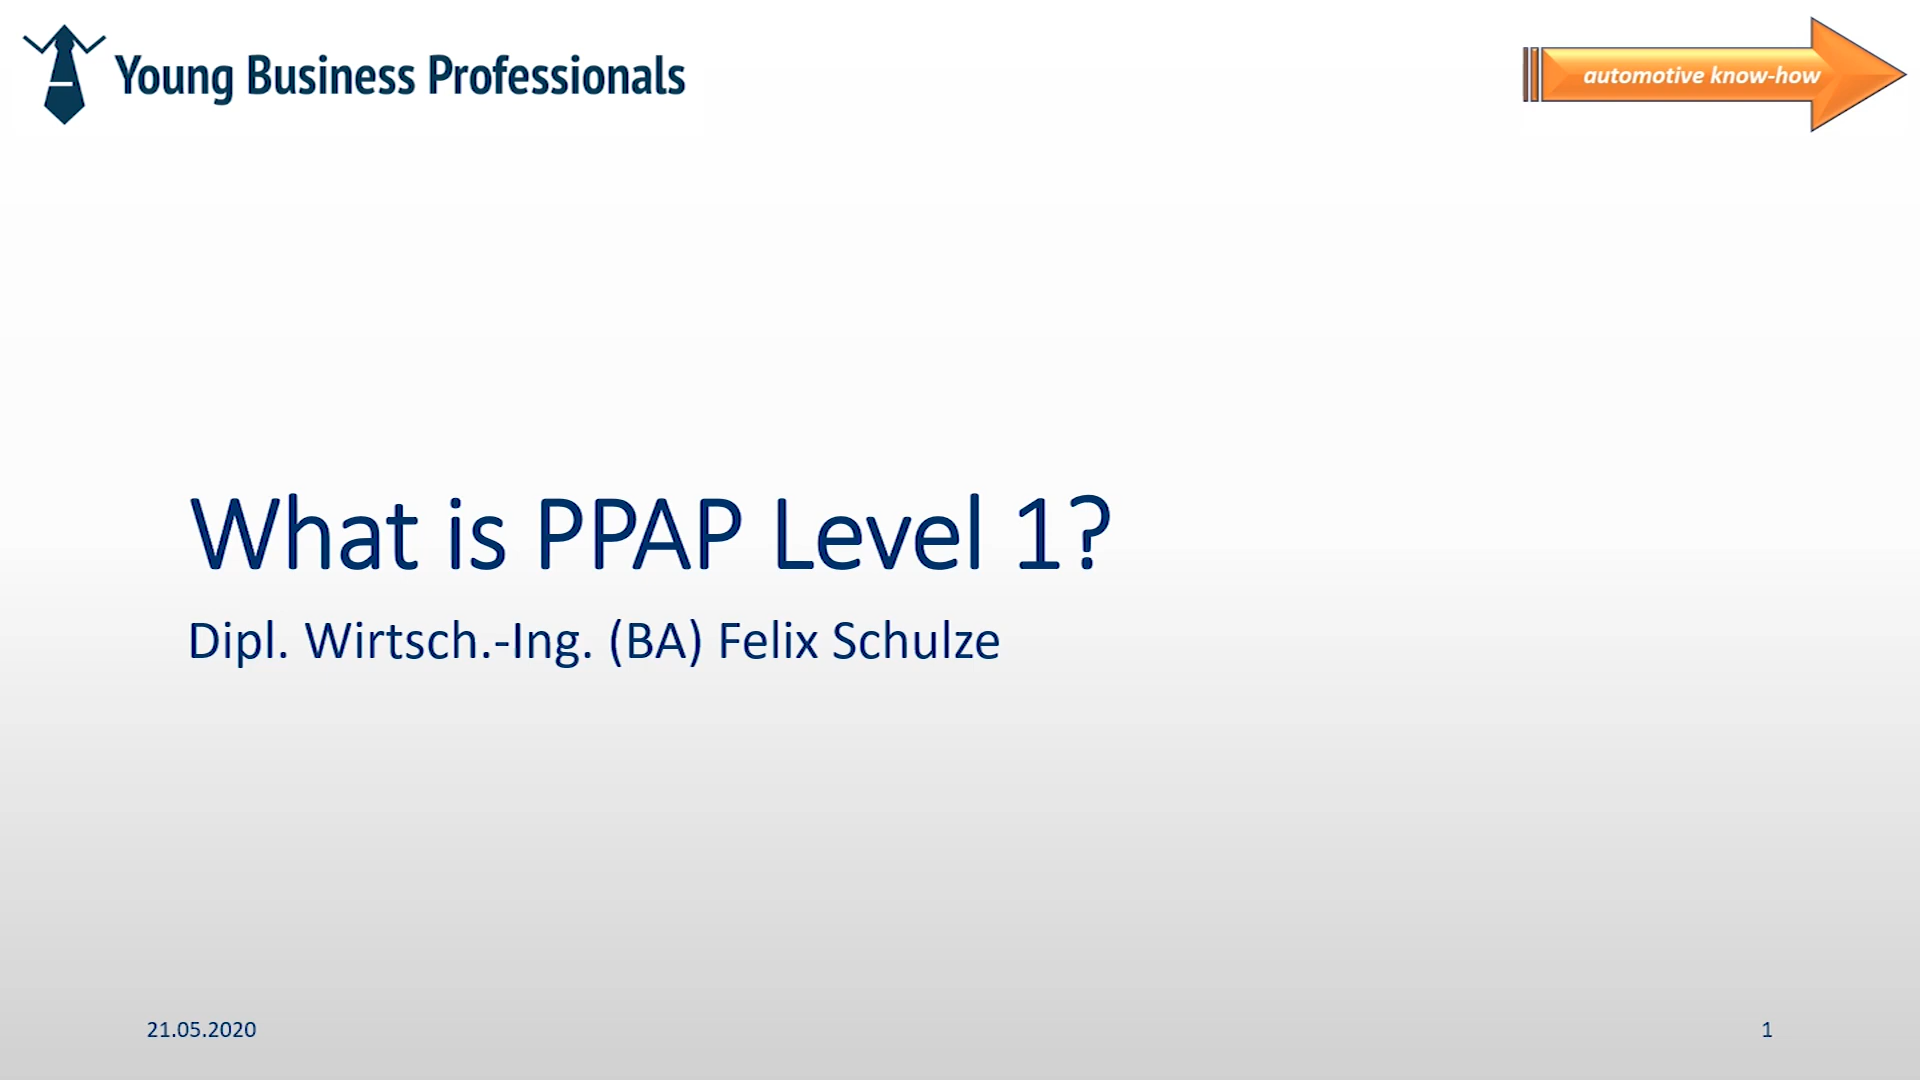 Young Business Professionals
automotive know-how
What is PPAP Level 1?
Dipl. Wirtsch.-Ing. (BA) Felix Schulze
21.05.2020
1